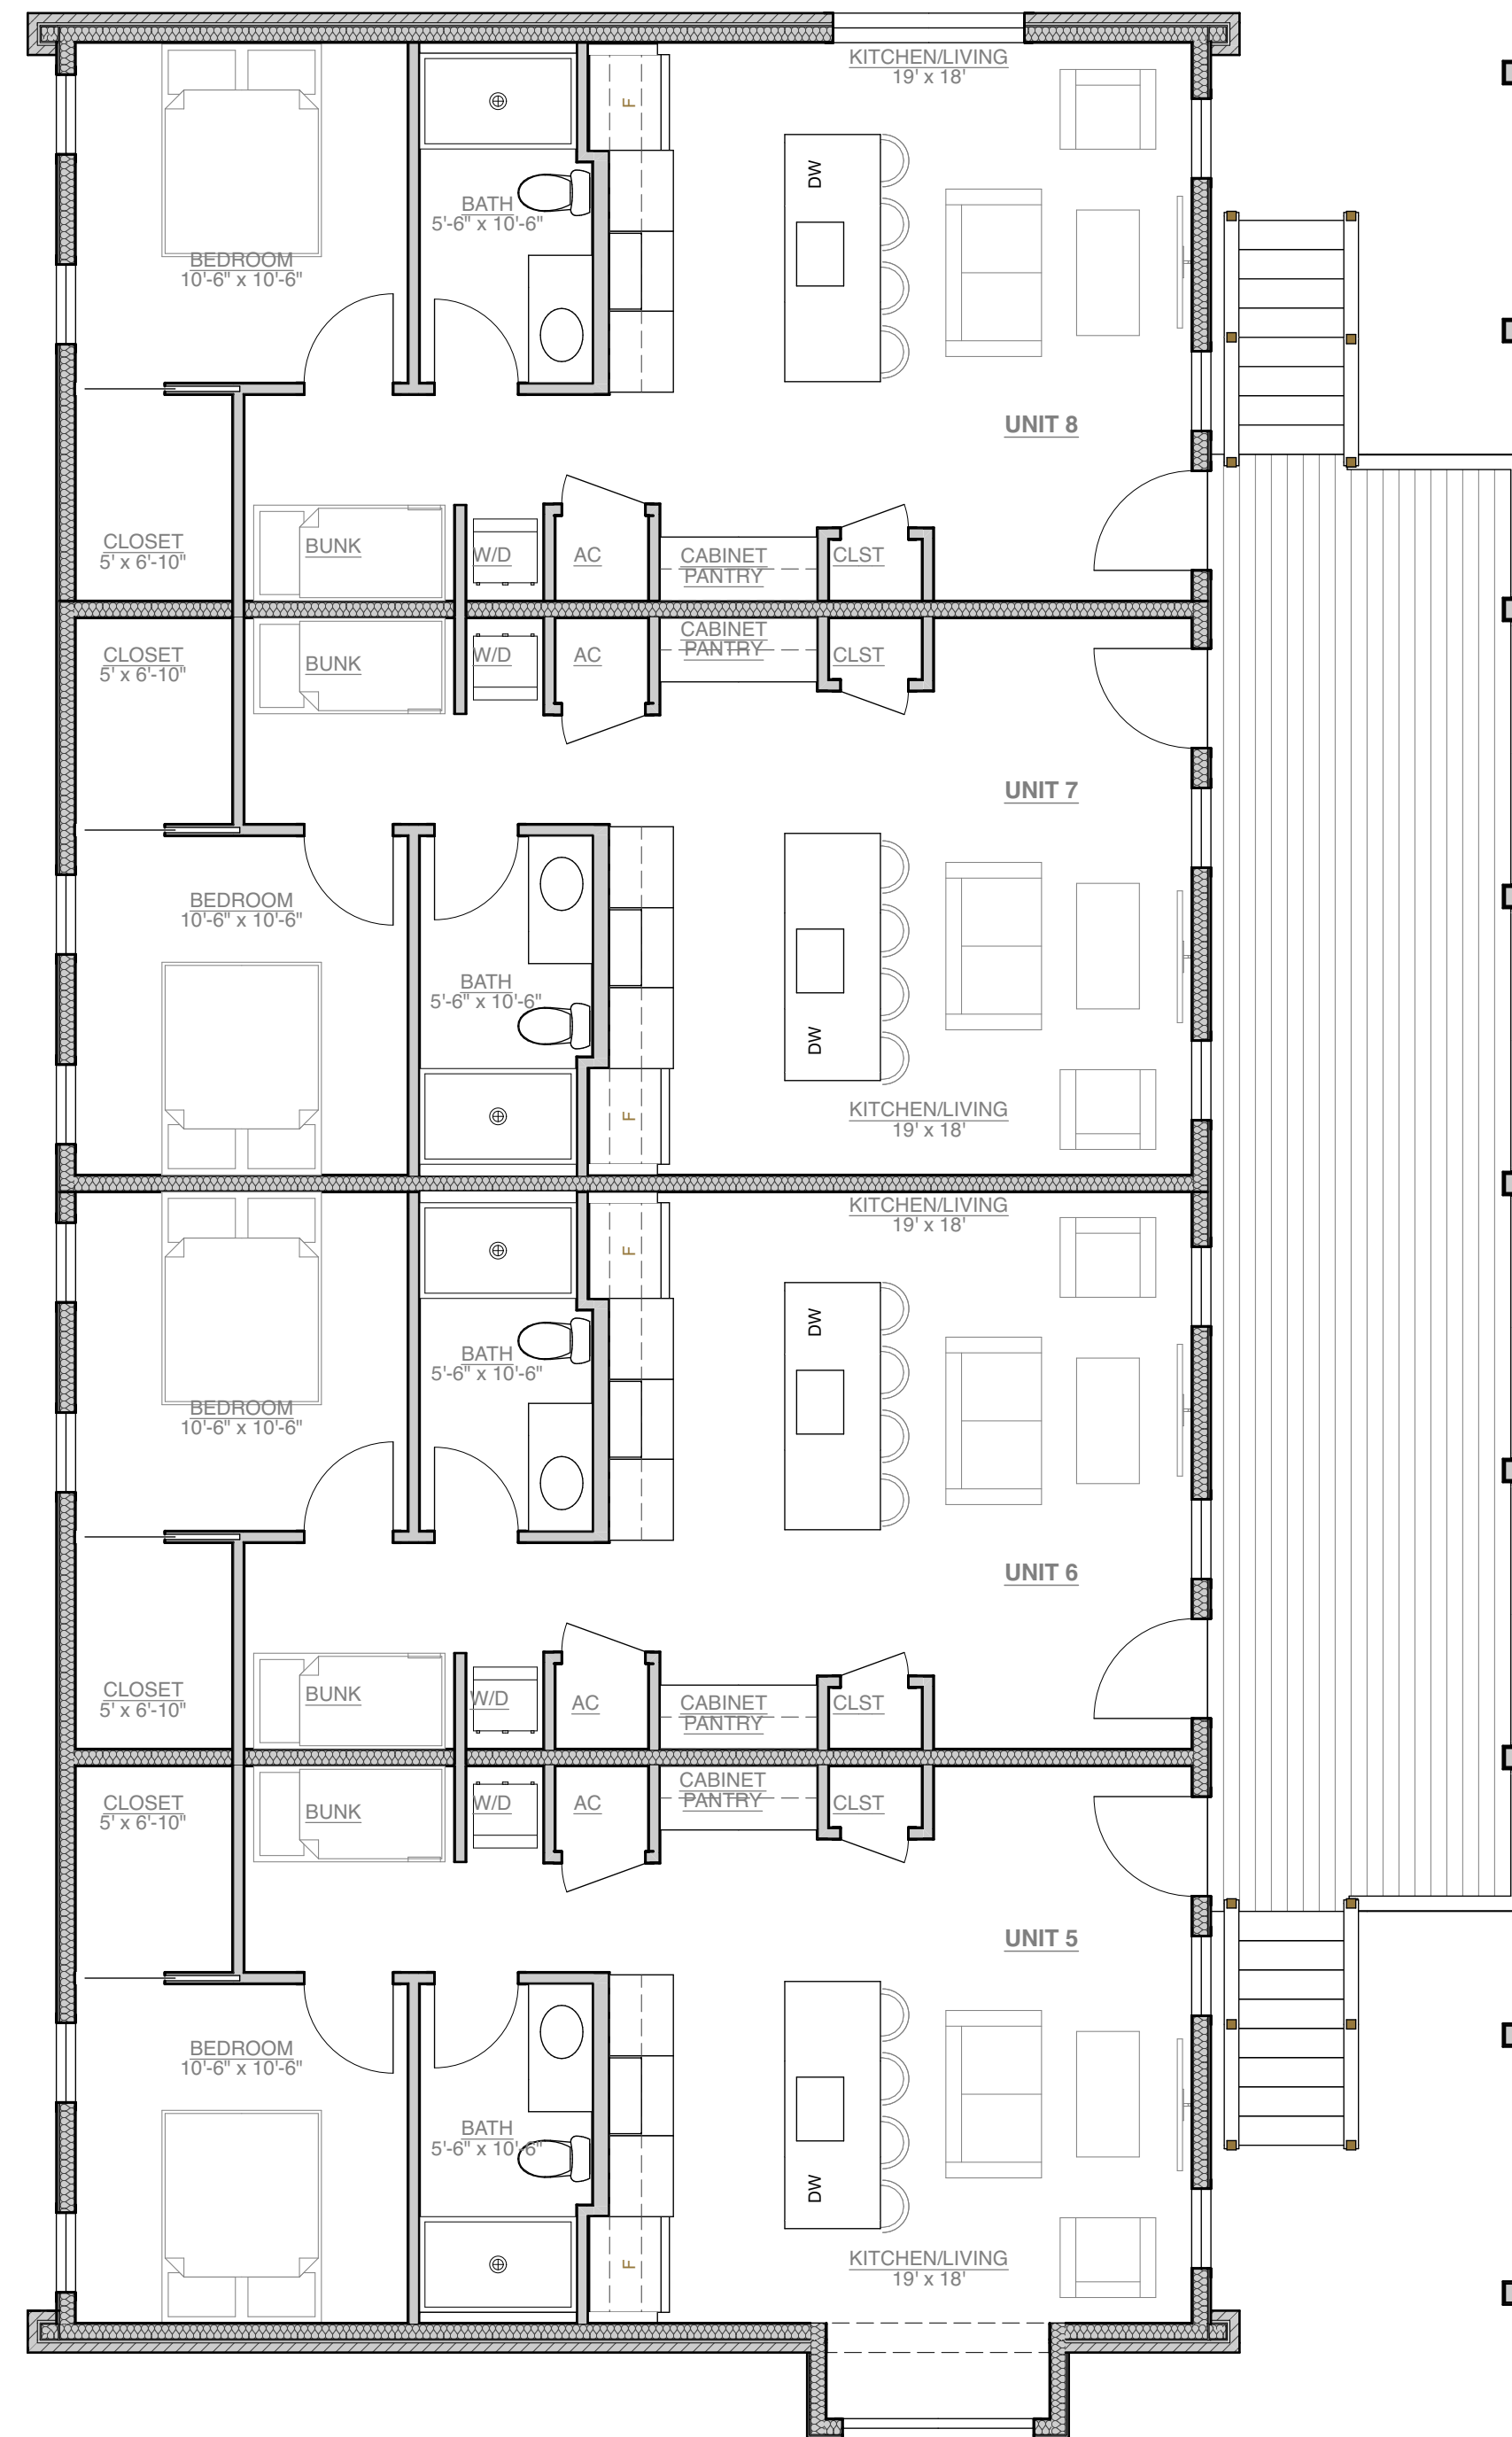 KITCHEN/LIVING
19' x 18'
F
DW
BATH
5'-6" x 10'-6"
BEDROOM
10'-6" x 10'-6"
UNIT 8
CLOSET
5' x 6'-10"
BUNK
W/D
AC
CABINET
PANTRY
CLST
CLOSET
5' x 6'-10"
BUNK
W/D
AC
CABINET
PANTRY
CLST
UNIT 7
BEDROOM
10'-6" x 10'-6"
BATH
5'-6" x 10'-6"
DW
F
KITCHEN/LIVING
19' x 18'
KITCHEN/LIVING
19' x 18'
F
DW
BATH
5'-6" x 10'-6"
BEDROOM
10'-6" x 10'-6"
UNIT 6
CLOSET
5' x 6'-10"
BUNK
W/D
AC
CABINET
PANTRY
CLST
CLOSET
5' x 6'-10"
BUNK
W/D
AC
CABINET
PANTRY
CLST
UNIT 5
BEDROOM
10'-6" x 10'-6"
BATH
5'-6" x 10'-6"
DW
F
KITCHEN/LIVING
19' x 18'